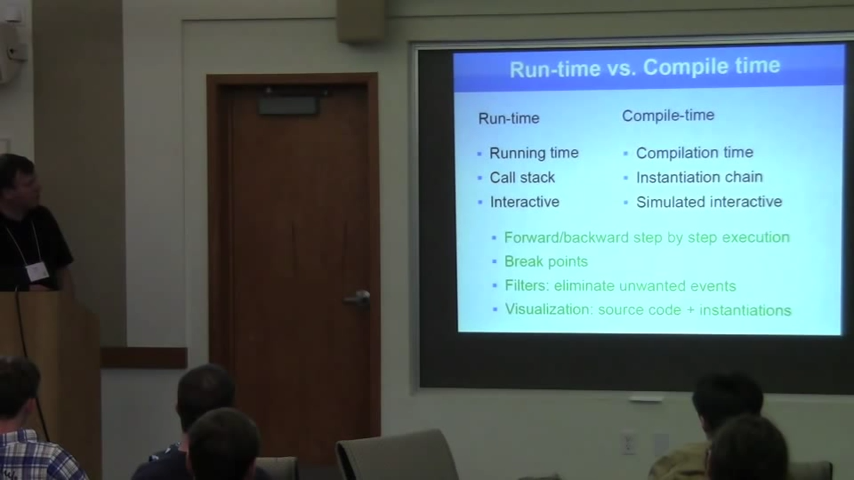 Run-time vs. Compile time
Run-time
Compile-time
Running time
Compilation time
Call stack
Instantiation chain
Interactive
Simulated interactive
Forward/backward step by step execution
Break points
Filters: eliminate unwanted events
Visualization: source code + instantiations